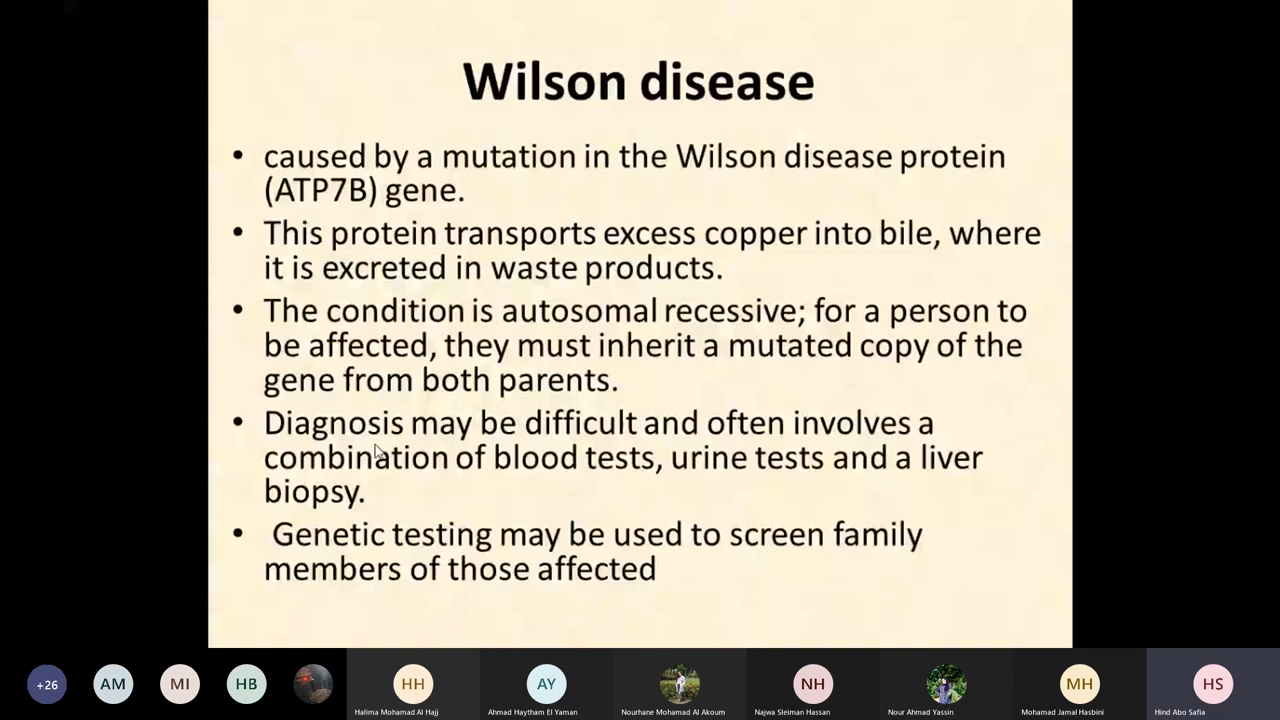 Wilson disease
• caused by a mutation in the Wilson disease protein
(ATP7B) gene.
• This protein transports excess copper into bile, where
it is excreted in waste products.
• The condition is autosomal recessive; for a person to
be affected, they must inherit a mutated copy of the
gene from both parents.
• Diagnosis may be difficult and often involves a
combination of blood tests, urine tests and a liver
biopsy.
• Genetic testing may be used to screen family
members of those affected
+26 AM MI HB HH AY NH MH HS
Halima Mohamad Al Hajj Ahmad Haytham El Yaman Nourhane Mohamad Al Akoum Najwa Sleiman Hassan Nour Ahmad Yassin Mohamad Jamal Hasbini Hind Abo Safia